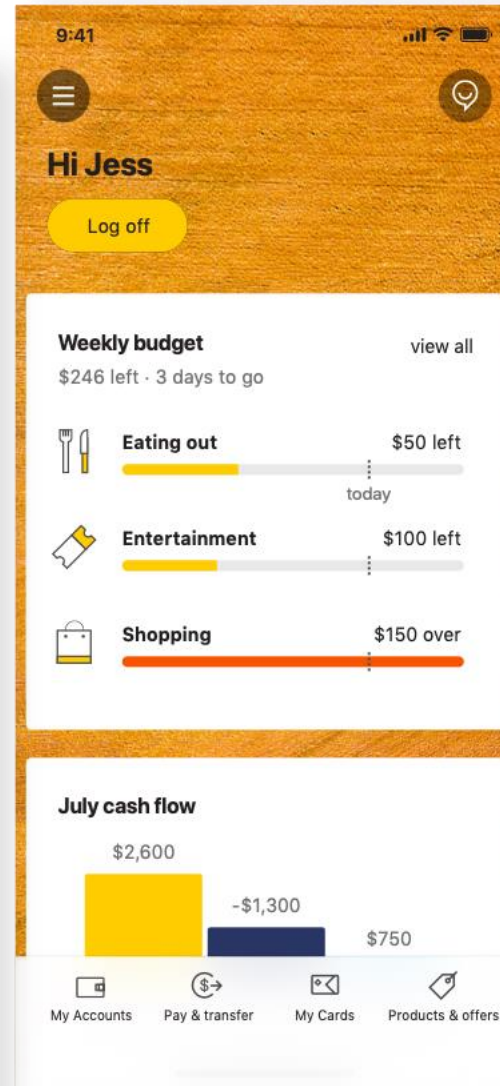 9:41
Hi Jess
Log off
Weekly budget
view all
$246 left · 3 days to go
Eating out
$50 left
today
Entertainment
$100 left
Shopping
$150 over
July cash flow
$2,600
-$1,300
$750
My Accounts
Pay & transfer
My Cards
Products & offers